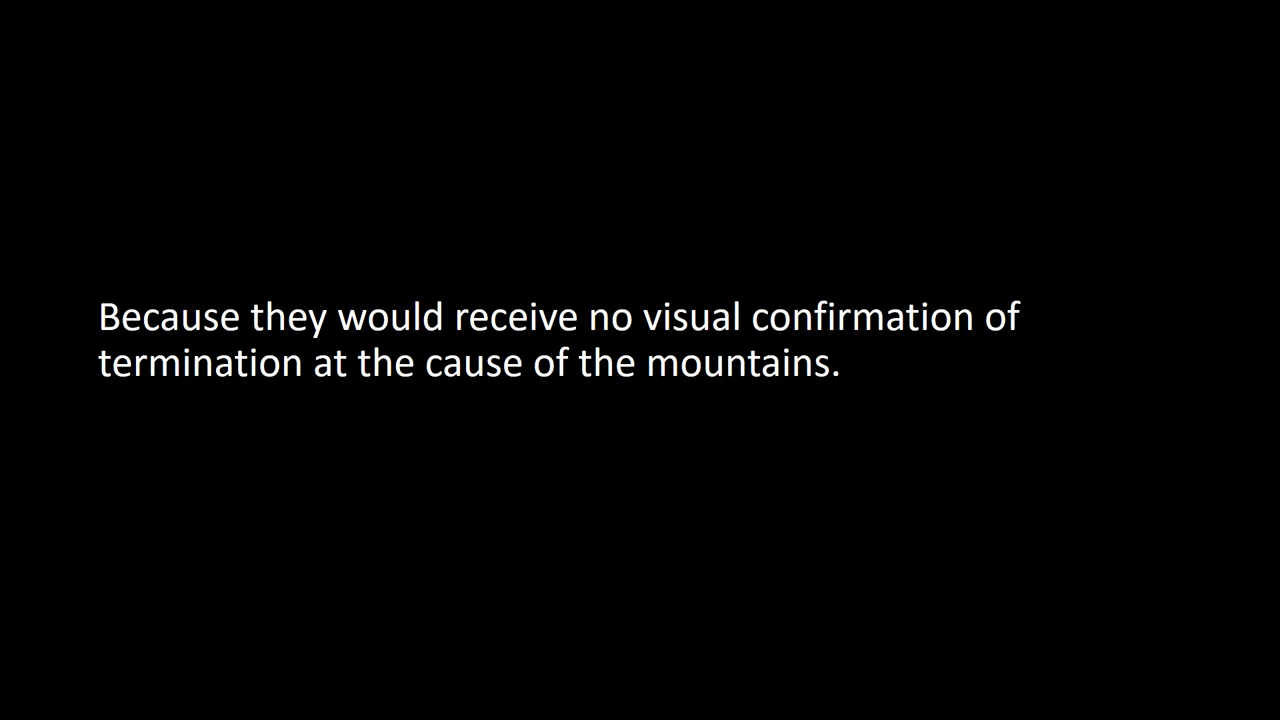 Because they would receive no visual confirmation of
termination at the cause of the mountains.